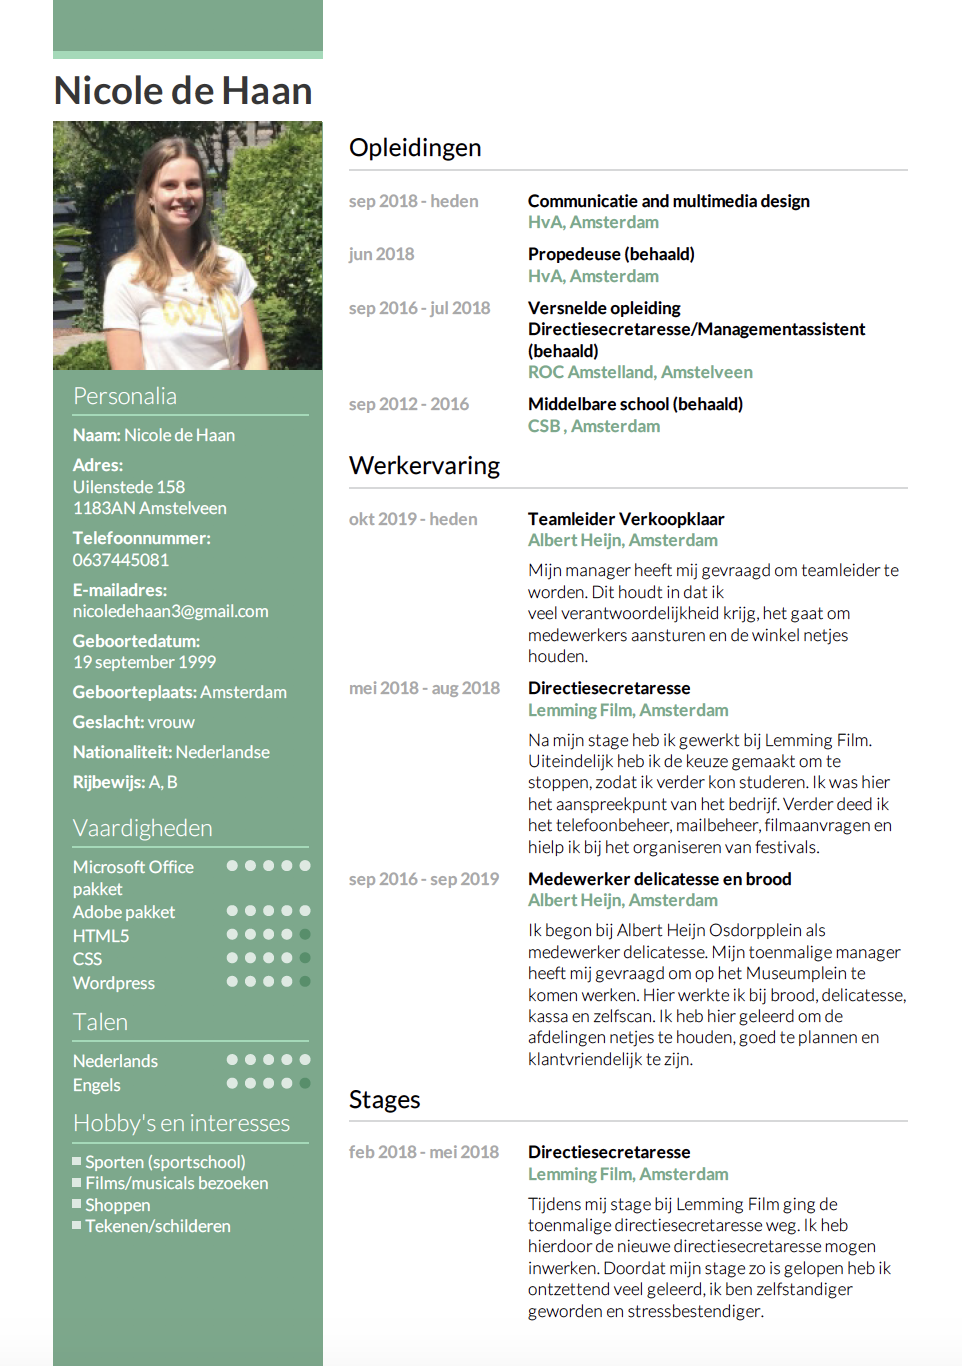 Nicole de Haan
Personalia
Naam: Nicole de Haan
Adres:
Uilenstede 158
1183AN Amstelveen
Telefoonnummer:
0637445081
E-mailadres:
nicoledehaan3@gmail.com
Geboortedatum:
19 september 1999
Geboorteplaats: Amsterdam
Geslacht: vrouw
Nationaliteit: Nederlandse
Rijbewijs: A, B
Vaardigheden
Microsoft Office
pakket
Adobe pakket
HTML5
CSS
Wordpress
Talen
Nederlands
Engels
Hobby's en interesses
Sporten (sportschool)
Films/musicals bezoeken
Shoppen
Tekenen/schilderen
Opleidingen
sep 2018 - heden
Communicatie and multimedia design
HvA, Amsterdam
jun 2018
Propedeuse (behaald)
HvA, Amsterdam
sep 2016 - jul 2018
Versnelde opleiding
Directiesecretaresse/Managementassistent
(behaald)
ROC Amstelland, Amstelveen
sep 2012 - 2016
Middelbare school (behaald)
CSB , Amsterdam
Werkervaring
okt 2019 - heden
Teamleider Verkoopklaar
Albert Heijn, Amsterdam
Mijn manager heeft mij gevraagd om teamleider te
worden. Dit houdt in dat ik
veel verantwoordelijkheid krijg, het gaat om
medewerkers aansturen en de winkel netjes
houden.
mei 2018 - aug 2018
Directiesecretaresse
Lemming Film, Amsterdam
Na mijn stage heb ik gewerkt bij Lemming Film.
Uiteindelijk heb ik de keuze gemaakt om te
stoppen, zodat ik verder kon studeren. Ik was hier
het aanspreekpunt van het bedrijf. Verder deed ik
het telefoonbeheer, mailbeheer, filmaanvragen en
hielp ik bij het organiseren van festivals.
sep 2016 - sep 2019
Medewerker delicatesse en brood
Albert Heijn, Amsterdam
Ik begon bij Albert Heijn Osdorpplein als
medewerker delicatesse. Mijn toenmalige manager
heeft mij gevraagd om op het Museumplein te
komen werken. Hier werkte ik bij brood, delicatesse,
kassa en zelfscan. Ik heb hier geleerd om de
afdelingen netjes te houden, goed te plannen en
klantvriendelijk te zijn.
Stages
feb 2018 - mei 2018
Directiesecretaresse
Lemming Film, Amsterdam
Tijdens mij stage bij Lemming Film ging de
toenmalige directiesecretaresse weg. Ik heb
hierdoor de nieuwe directiesecretaresse mogen
inwerken. Doordat mijn stage zo is gelopen heb ik
ontzettend veel geleerd, ik ben zelfstandiger
geworden en stressbestendiger.